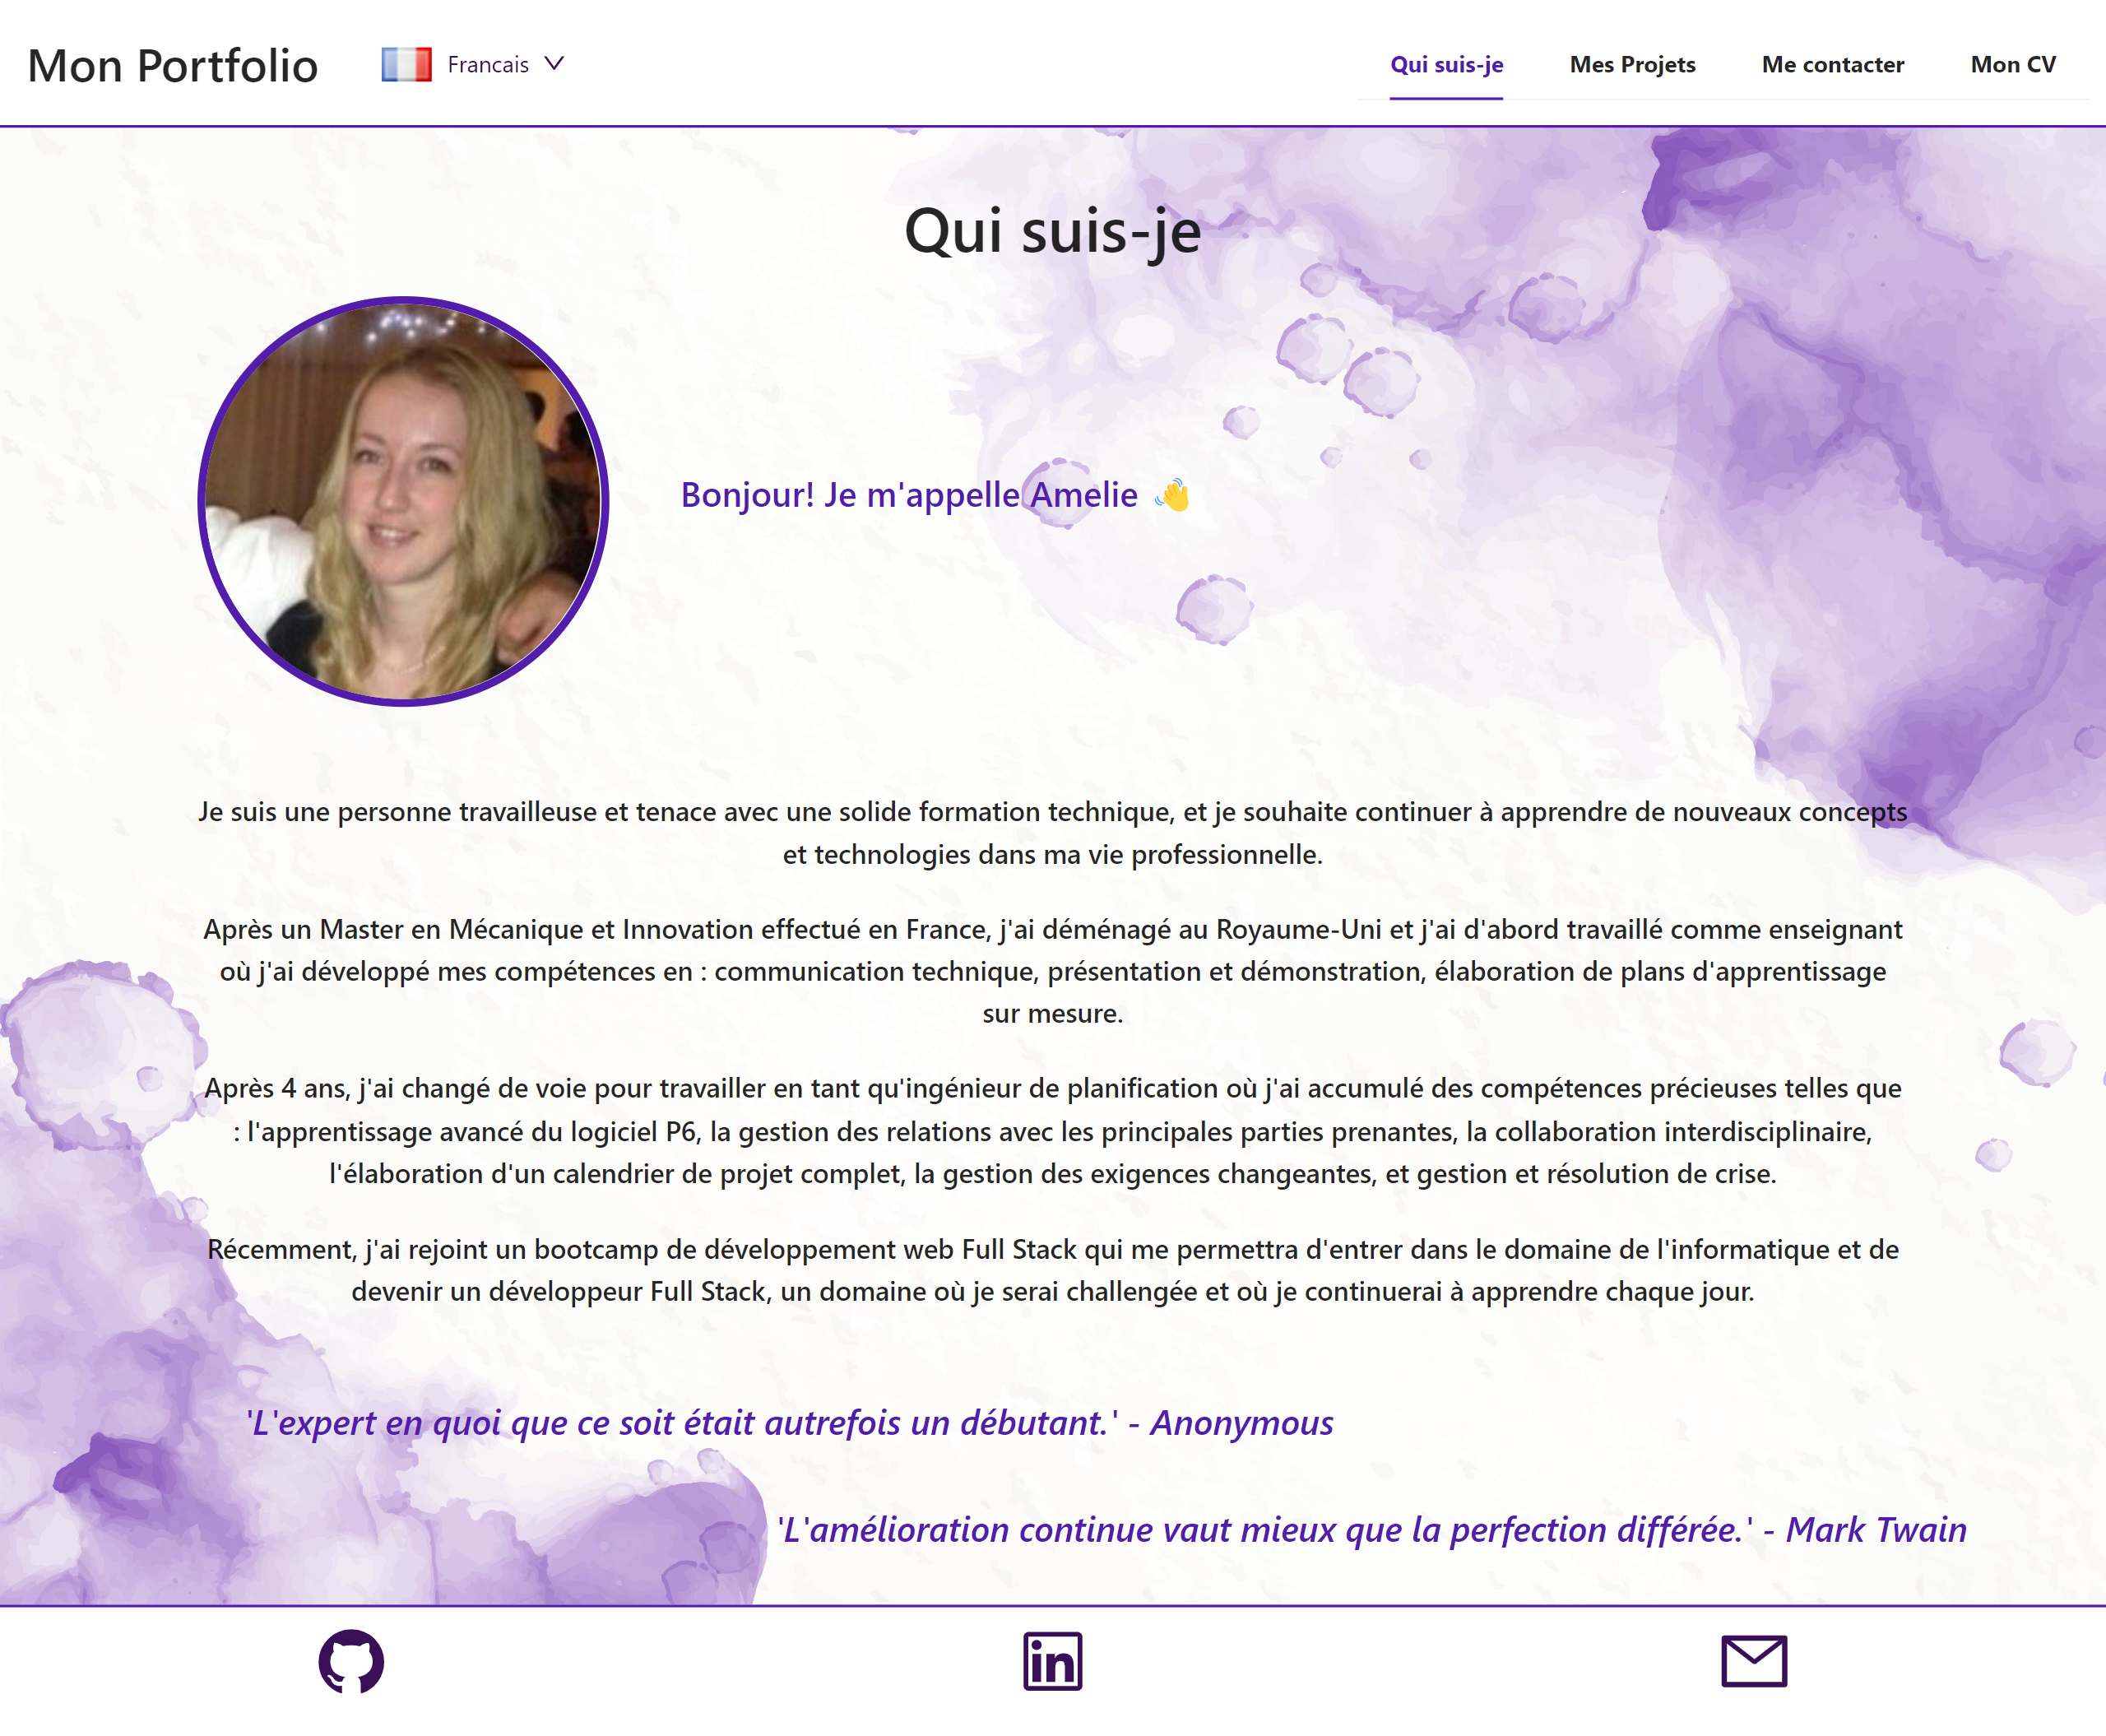 Mon Portfolio
Francais
Qui suis-je
Mes Projets
Me contacter
Mon CV
Qui suis-je
Bonjour! Je m'appelle Amelie 👋
Je suis une personne travailleuse et tenace avec une solide formation technique, et je souhaite continuer à apprendre de nouveaux concepts
et technologies dans ma vie professionnelle.
Après un Master en Mécanique et Innovation effectué en France, j'ai déménagé au Royaume-Uni et j'ai d'abord travaillé comme enseignant
où j'ai développé mes compétences en : communication technique, présentation et démonstration, élaboration de plans d'apprentissage
sur mesure.
Après 4 ans, j'ai changé de voie pour travailler en tant qu'ingénieur de planification où j'ai accumulé des compétences précieuses telles que
: l'apprentissage avancé du logiciel P6, la gestion des relations avec les principales parties prenantes, la collaboration interdisciplinaire,
l'élaboration d'un calendrier de projet complet, la gestion des exigences changeantes, et gestion et résolution de crise.
Récemment, j'ai rejoint un bootcamp de développement web Full Stack qui me permettra d'entrer dans le domaine de l'informatique et de
devenir un développeur Full Stack, un domaine où je serai challengée et où je continuerai à apprendre chaque jour.
'L'expert en quoi que ce soit était autrefois un débutant.' - Anonymous
'L'amélioration continue vaut mieux que la perfection différée.' - Mark Twain
in